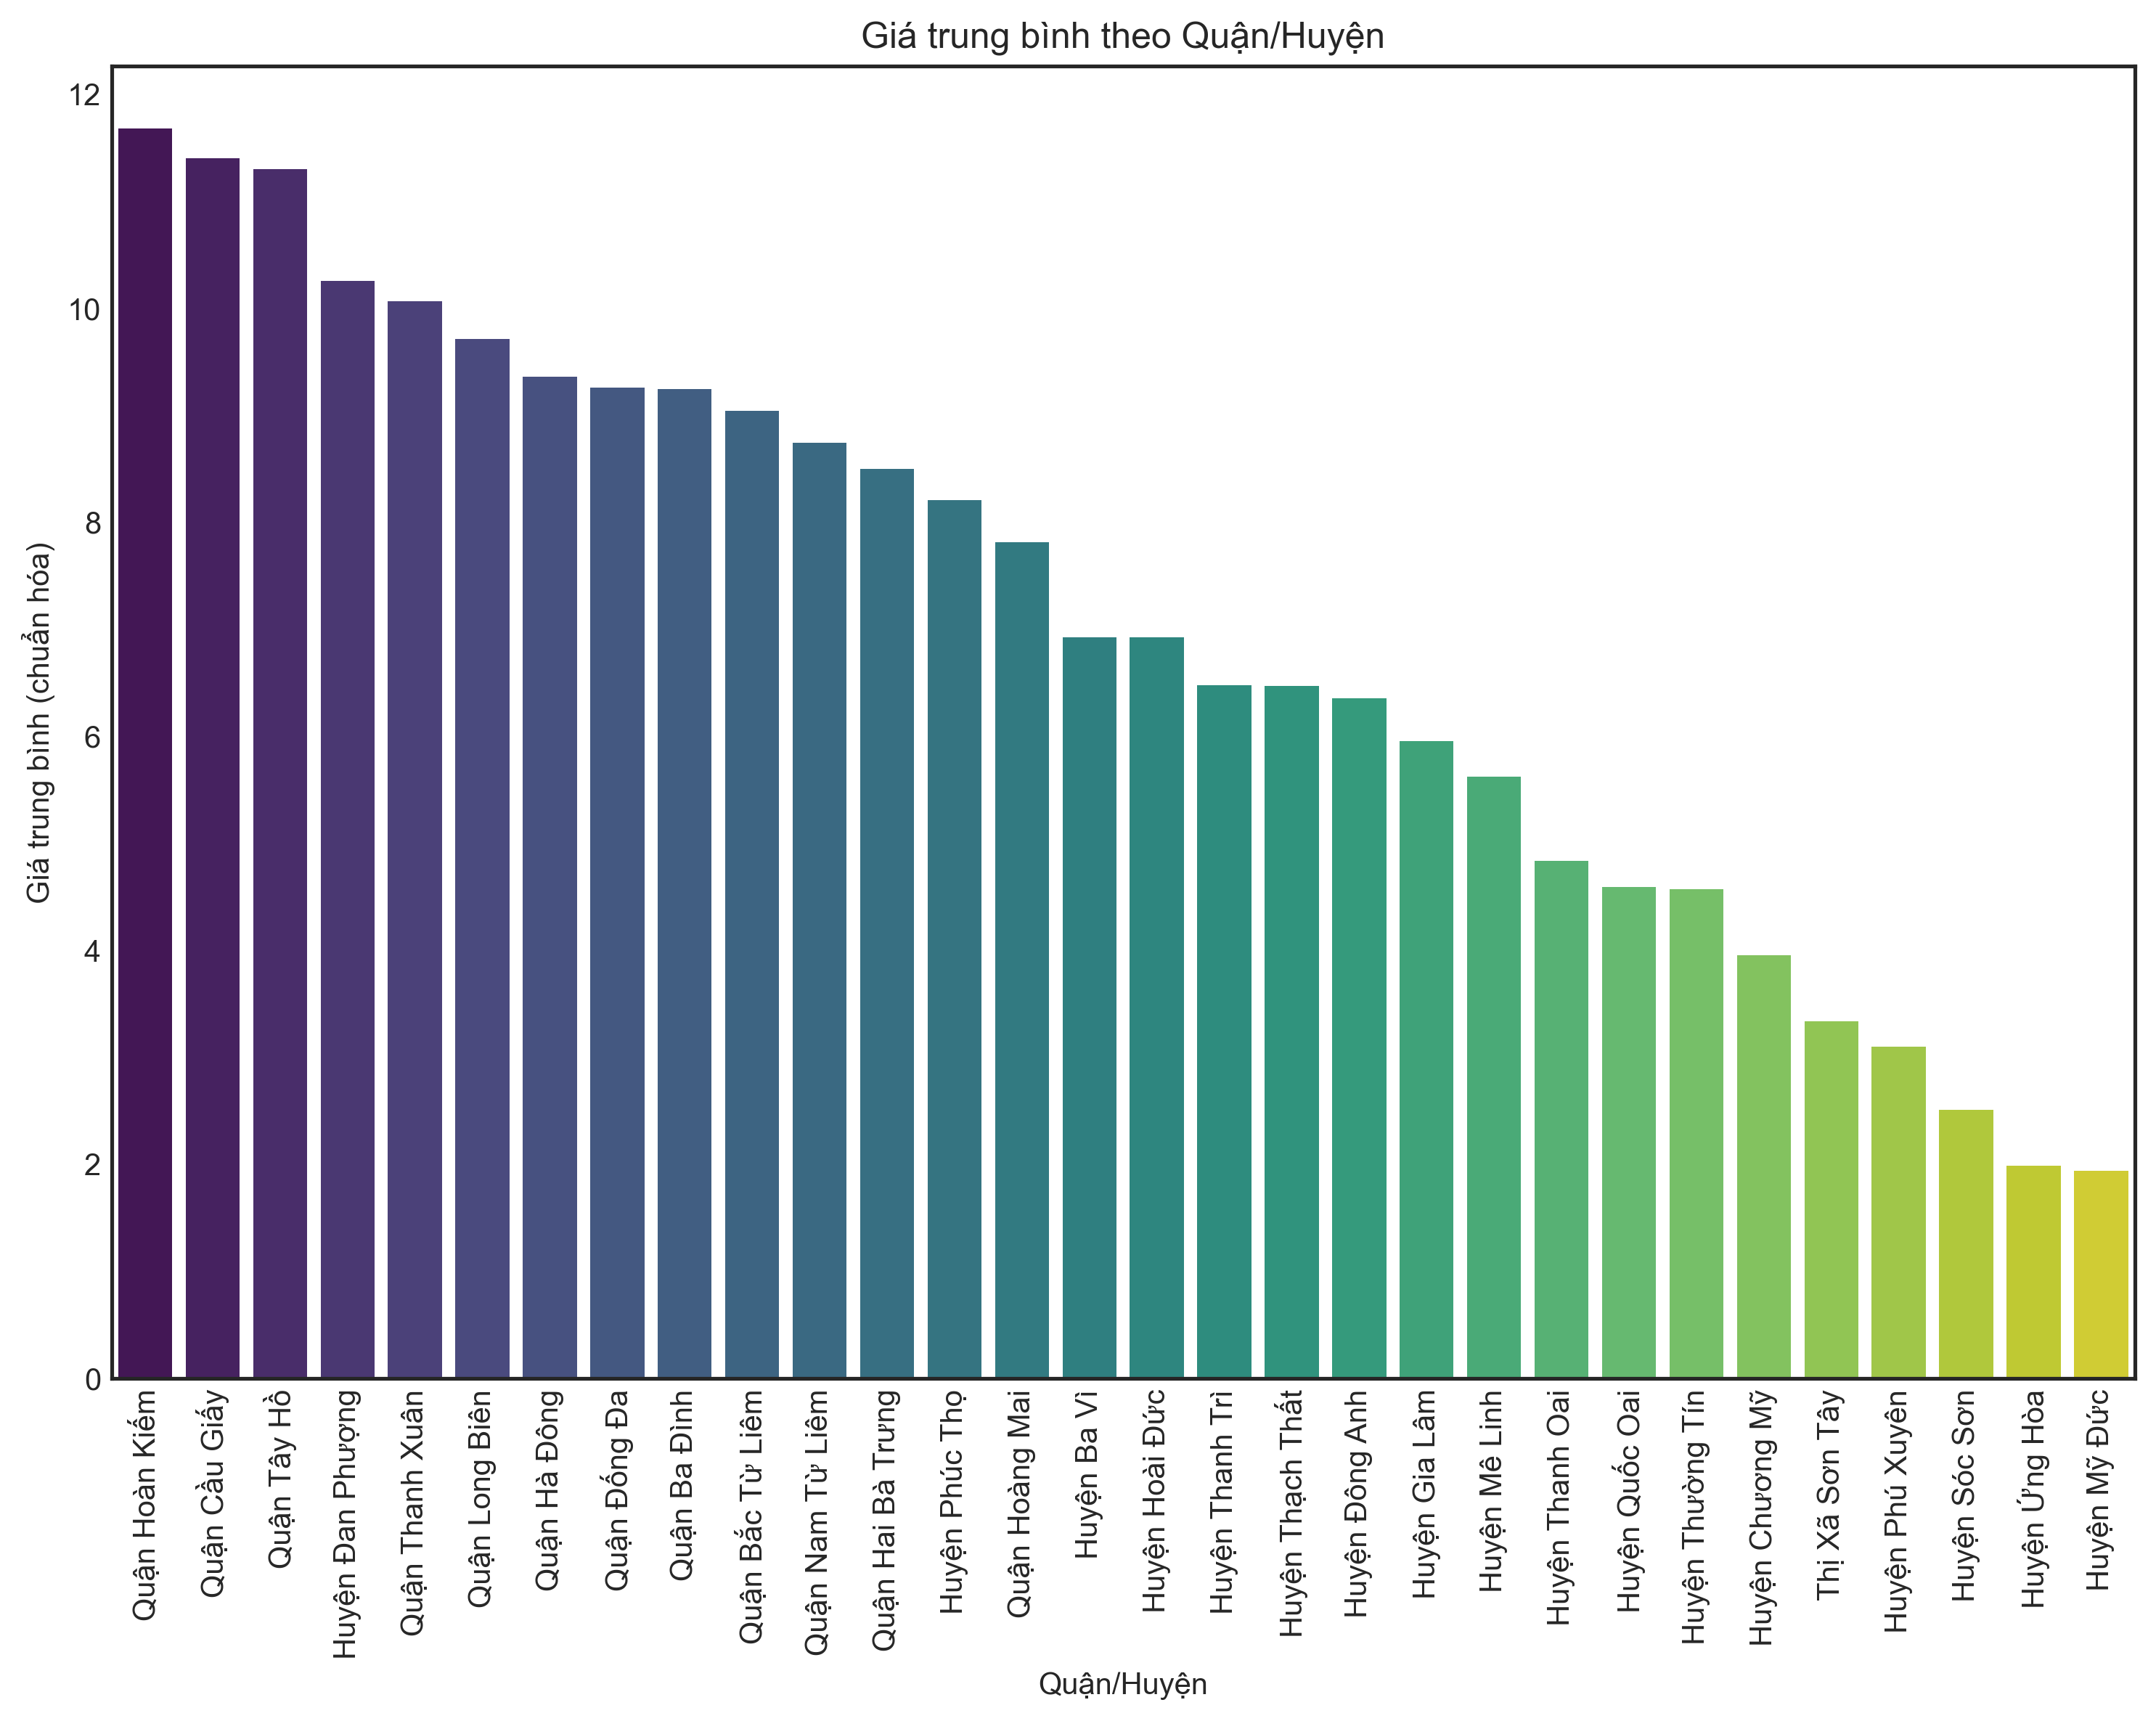 Giá trung bình theo Quận/Huyện
Giá trung bình (chuẩn hóa)
12
10
8
6
4
2
0
Quận Hoàn Kiếm
Quận Cầu Giấy
Quận Tây Hồ
Huyện Đan Phượng
Quận Thanh Xuân
Quận Long Biên
Quận Hà Đông
Quận Đống Đa
Quận Ba Đình
Quận Bắc Từ Liêm
Quận Nam Từ Liêm
Quận Hai Bà Trưng
Huyện Phúc Thọ
Quận Hoàng Mai
Huyện Ba Vì
Huyện Hoài Đức
Huyện Thanh Trì
Huyện Thạch Thất
Huyện Đông Anh
Huyện Gia Lâm
Huyện Mê Linh
Huyện Thanh Oai
Huyện Quốc Oai
Huyện Thường Tín
Huyện Chương Mỹ
Thị Xã Sơn Tây
Huyện Phú Xuyên
Huyện Sóc Sơn
Huyện Ứng Hòa
Huyện Mỹ Đức
Quận/Huyện